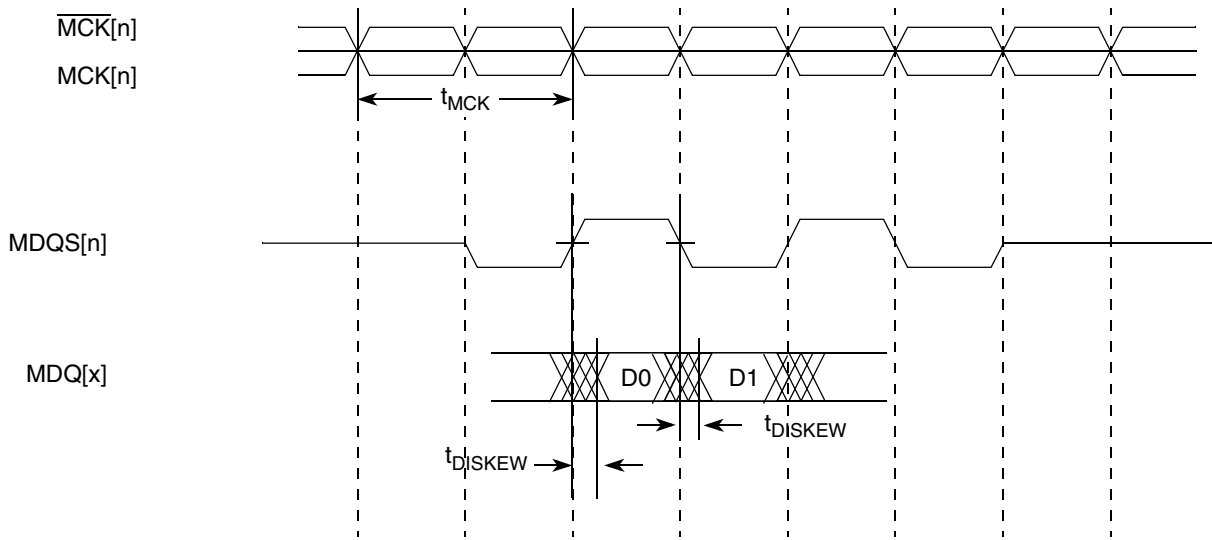 MCK[n]
MCK[n]
tMCK
MDQS[n]
MDQ[x]
D0
D1
tDISKEW
tDISKEW